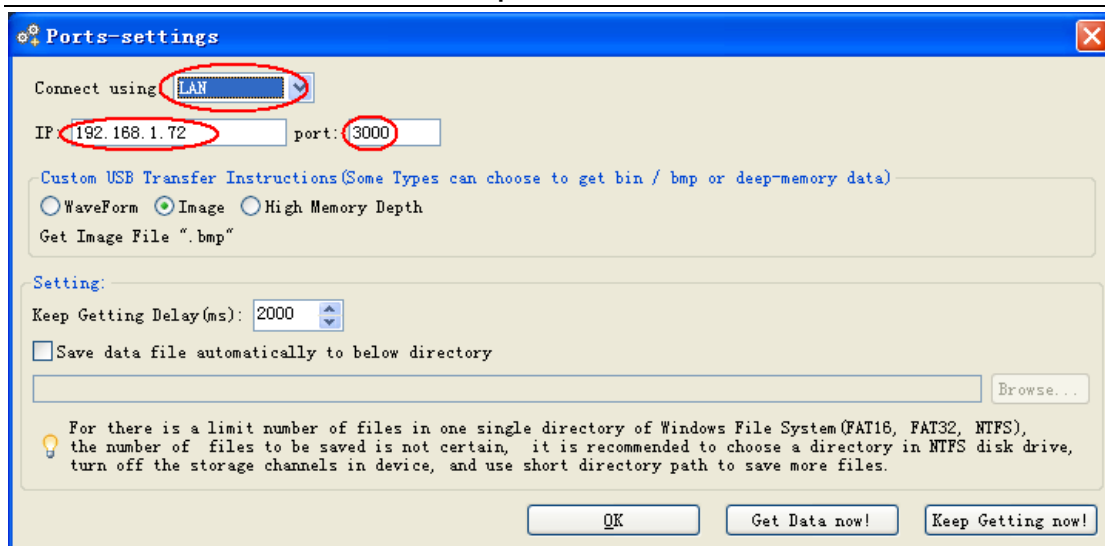 Ports-settings
Connect using LAN
IP: 192.168.1.72 port: 3000
Custom USB Transfer Instructions(Some Types can choose to get bin / bmp or deep-memory data)
WaveForm Image High Memory Depth
Get Image File ".bmp"
Setting:
Keep Getting Delay(ms): 2000
Save data file automatically to below directory
Browse...
For there is a limit number of files in one single directory of Windows File System(FAT16, FAT32, NTFS),
the number of files to be saved is not certain, it is recommended to choose a directory in NTFS disk drive,
turn off the storage channels in device, and use short directory path to save more files.
OK Get Data now! Keep Getting now!